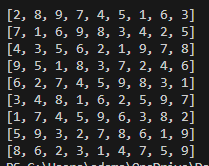 [2, 8, 9, 7, 4, 5, 1, 6, 3]
[7, 1, 6, 9, 8, 3, 4, 2, 5]
[4, 3, 5, 6, 2, 1, 9, 7, 8]
[9, 5, 1, 8, 3, 7, 2, 4, 6]
[6, 2, 7, 4, 5, 9, 8, 3, 1]
[3, 4, 8, 1, 6, 2, 5, 9, 7]
[1, 7, 4, 5, 9, 6, 3, 8, 2]
[5, 9, 3, 2, 7, 8, 6, 1, 9]
[8, 6, 2, 3, 1, 4, 7, 5, 9]